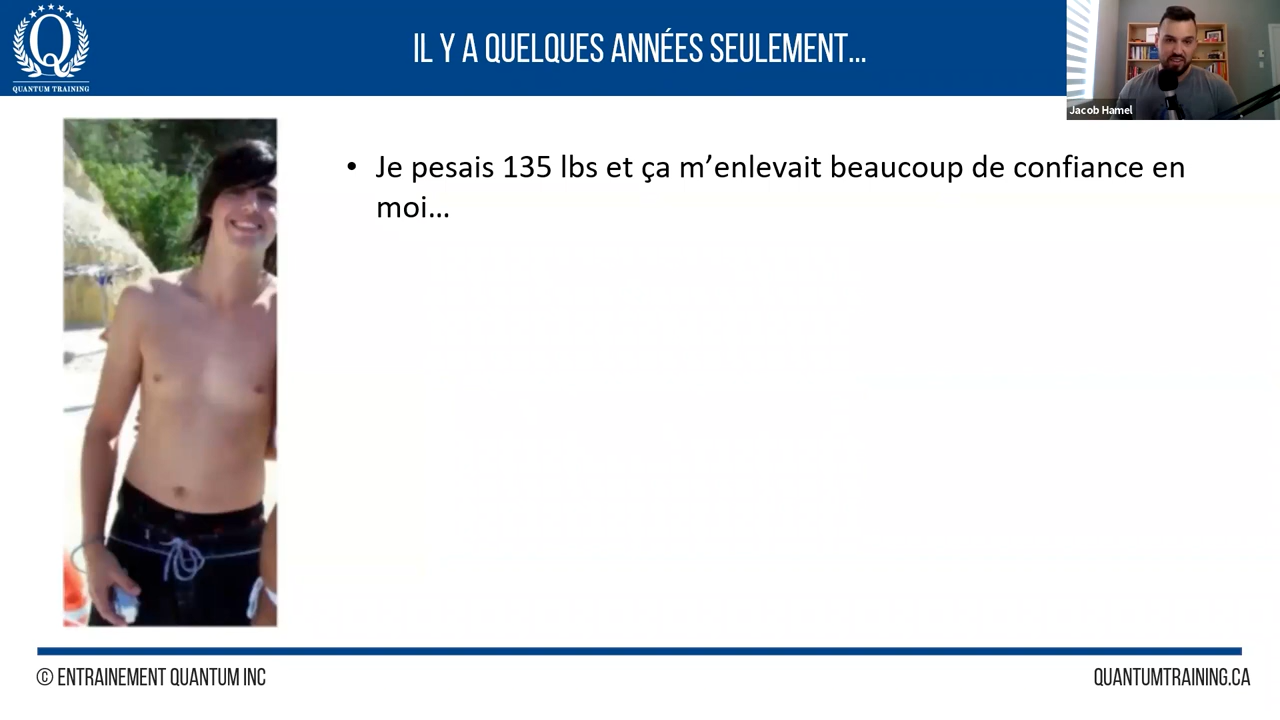 Q
QUANTUM TRAINING
IL Y A QUELQUES ANNÉES SEULEMENT...
Jacob Hamel
• Je pesais 135 lbs et ça m’enlevait beaucoup de confiance en
moi...
© ENTRAINEMENT QUANTUM INC
QUANTUMTRAINING.CA